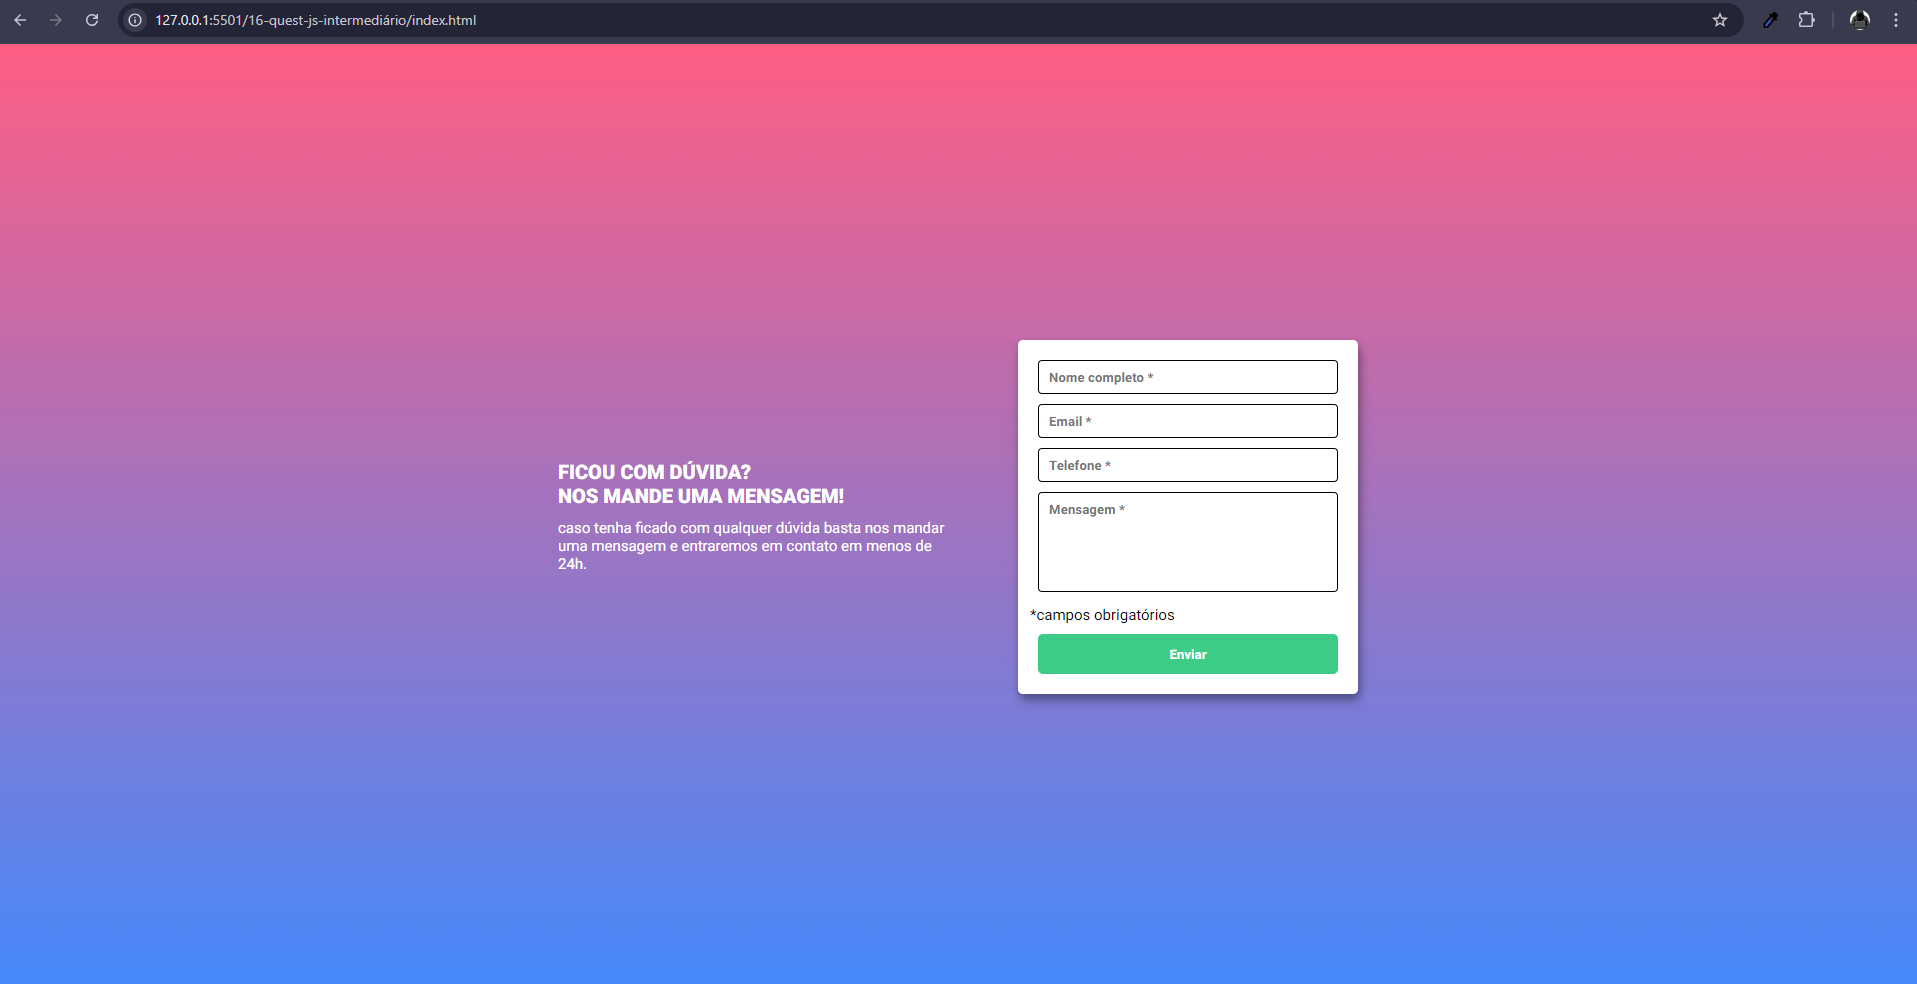 127.0.0.1:5501/16-quest-js-intermediário/index.html
FICOU COM DÚVIDA?
NOS MANDE UMA MENSAGEM!
caso tenha ficado com qualquer dúvida basta nos mandar
uma mensagem e entraremos em contato em menos de
24h.
Nome completo *
Email *
Telefone *
Mensagem *
*campos obrigatórios
Enviar